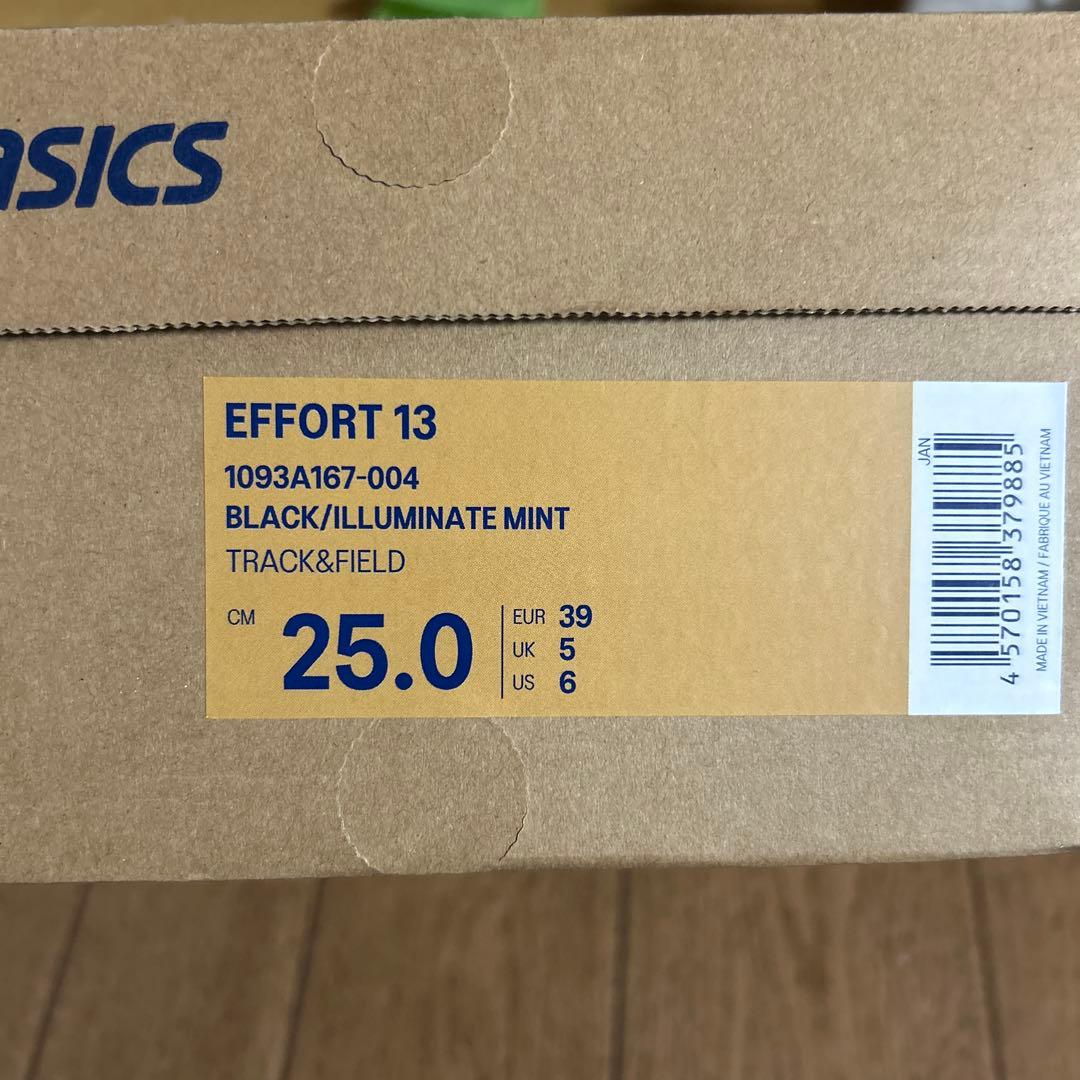 asics
EFFORT 13
1093A167-004
BLACK/ILLUMINATE MINT
TRACK&FIELD
CM 25.0
EUR 39
UK 5
US 6
JAN
4 570158 379885
MADE IN VIETNAM / FABRIQUE AU VIETNAM